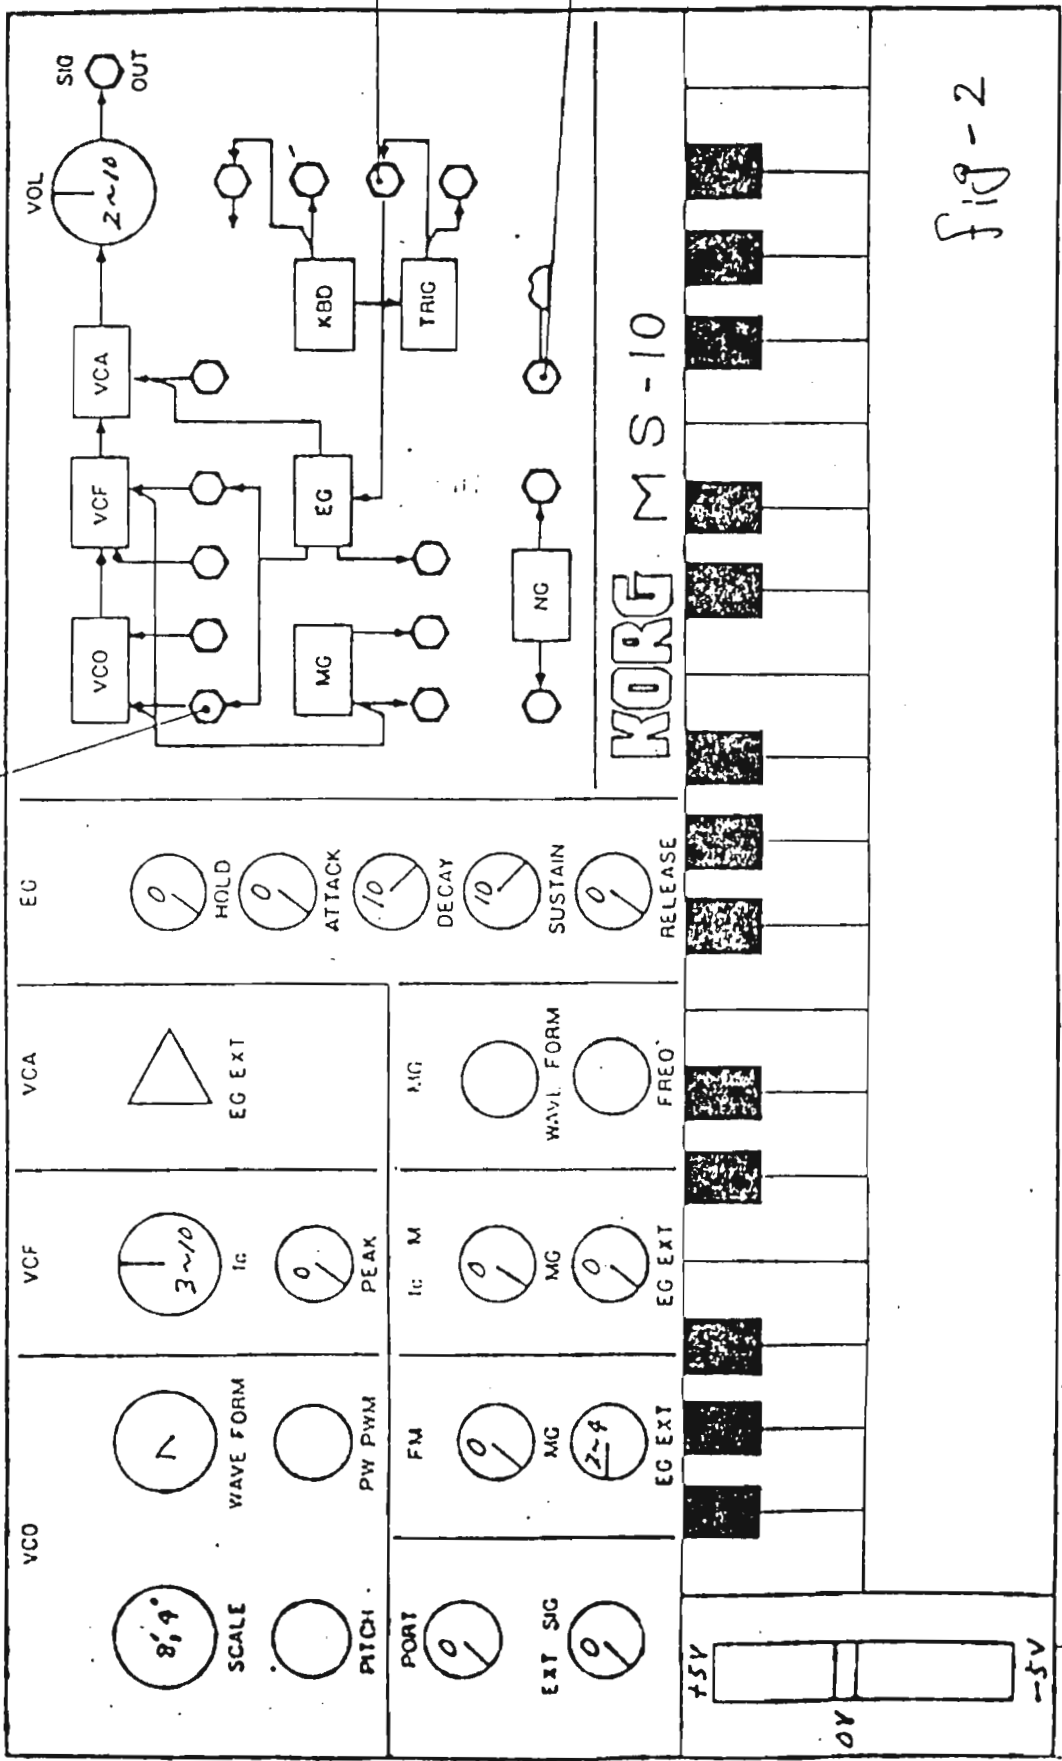 VCO
VCF
VCA
EG
8', 4'
SCALE
WAVE FORM
3~10
fc
EG EXT
0
HOLD
PITCH
PW PWM
0
PEAK
0
ATTACK
PORT
0
FM
0
MG
2~4
EG EXT
fc M
0
MG
0
EG EXT
MG
WAVE FORM
FREQ
10
DECAY
10
SUSTAIN
0
RELEASE
EXT SIG
0
VCO
VCF
VCA
VOL
2~10
SIG
OUT
MG
EG
KBD
TRIG
NG
KORG MS-10
+5V
0V
-5V
fig-2